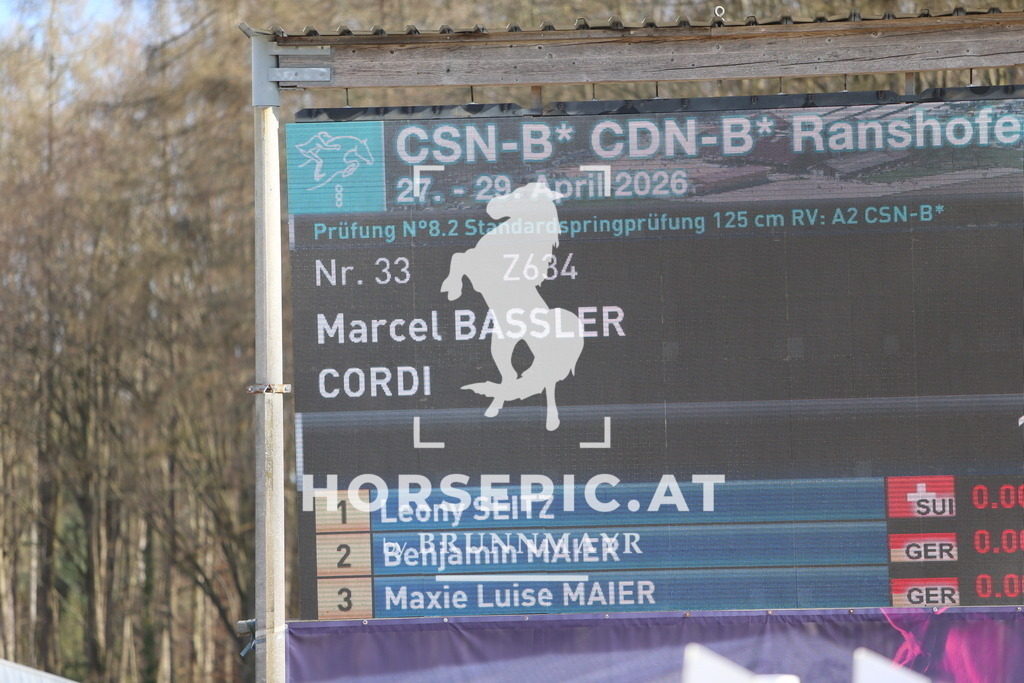 CSN-B* CDN-B* Ranshofe
27. - 29. April 2026
Prüfung N°8.2 Standardspringprüfung 125 cm RV: A2 CSN-B*
Nr. 33 Z634
Marcel BASSLER
CORDI
HORSEPIC.AT
1 Leony SEITZ SUI 0.00
by BRUNNMAYR
2 Benjamin MAIER GER 0.00
3 Maxie Luise MAIER GER 0.00